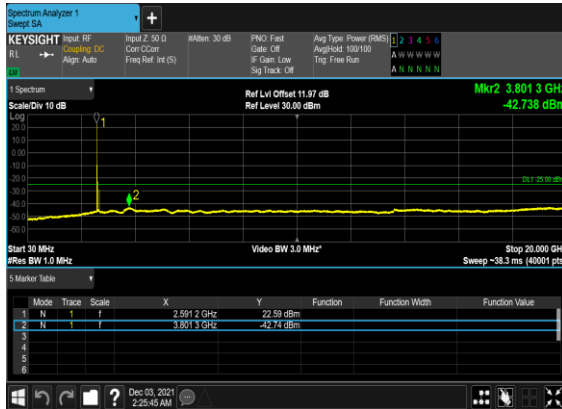 Spectrum Analyzer 1
Swept SA
KEYSIGHT Input: RF Input Z: 50 Ω #Atten: 30 dB PNO: Fast Avg Type: Power (RMS) 1 2 3 4 5 6
RL Coupling: DC Corr CCorr Gate: Off Avg|Hold: 100/100 A W W W W W
Align: Auto Freq Ref: Int (S) IF Gain: Low Trig: Free Run
LXI Sig Track: Off A N N N N N
1 Spectrum Ref Lvl Offset 11.97 dB Mkr2 3.801 3 GHz
Scale/Div 10 dB Ref Level 30.00 dBm -42.738 dBm
Log
20.0
10.0
0.00
-10.0
-20.0
-30.0
-40.0
-50.0
-60.0
1
DL1 -25.00 dBm
2
Start 30 MHz Video BW 3.0 MHz* Stop 20.000 GHz
#Res BW 1.0 MHz Sweep ~38.3 ms (40001 pts)
5 Marker Table
Mode Trace Scale X Y Function Function Width Function Value
1 N 1 f 2.591 2 GHz 22.59 dBm
2 N 1 f 3.801 3 GHz -42.74 dBm
3
4
5
6
? Dec 03, 2021
2:25:45 AM